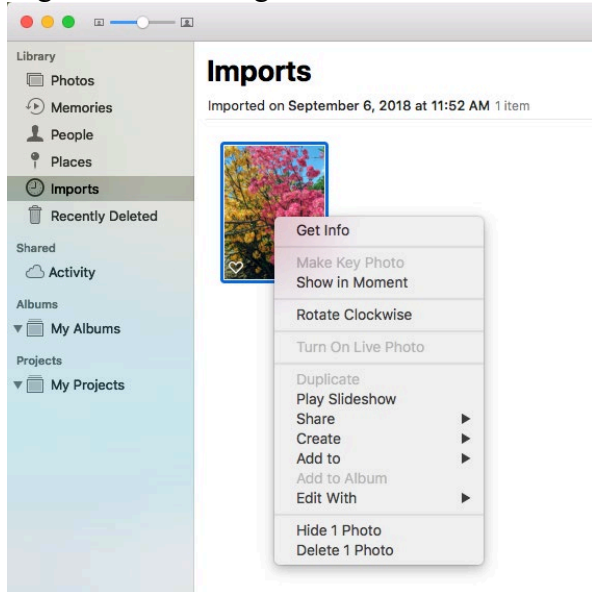 Library
Photos
Memories
People
Places
Imports
Recently Deleted
Shared
Activity
Albums
My Albums
Projects
My Projects
Imports
Imported on September 6, 2018 at 11:52 AM 1 item
Get Info
Make Key Photo
Show in Moment
Rotate Clockwise
Turn On Live Photo
Duplicate
Play Slideshow
Share
Create
Add to
Add to Album
Edit With
Hide 1 Photo
Delete 1 Photo